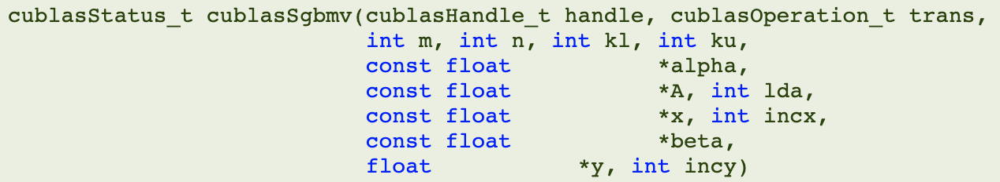 cublasStatus_t cublasSgbmv(cublasHandle_t handle, cublasOperation_t trans,
                           int m, int n, int kl, int ku,
                           const float           *alpha,
                           const float           *A, int lda,
                           const float           *x, int incx,
                           const float           *beta,
                           float           *y, int incy)